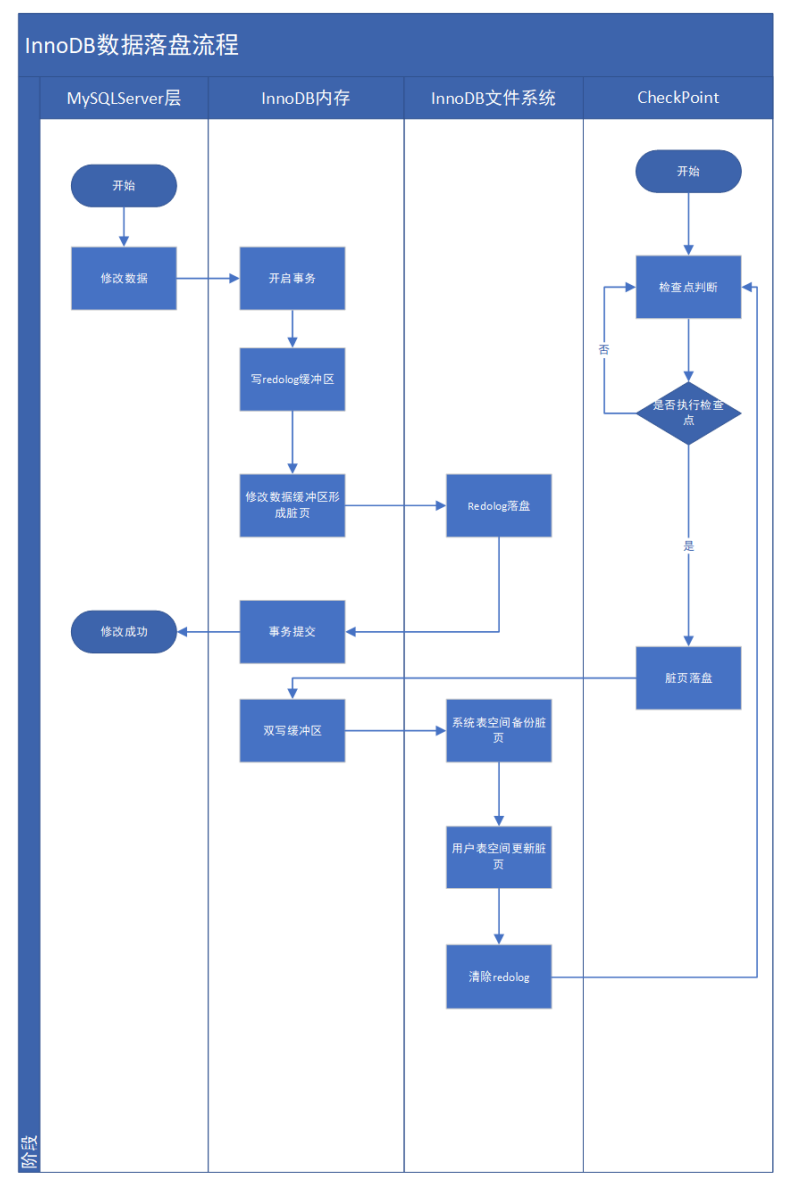 InnoDB数据落盘流程
MySQLServer层
InnoDB内存
InnoDB文件系统
CheckPoint
开始
开始
修改数据
开启事务
检查点判断
否
写redolog缓冲区
是否执行检查
点
修改数据缓冲区形
成脏页
Redolog落盘
是
修改成功
事务提交
脏页落盘
双写缓冲区
系统表空间备份脏
页
用户表空间更新脏
页
清除redolog
阶段